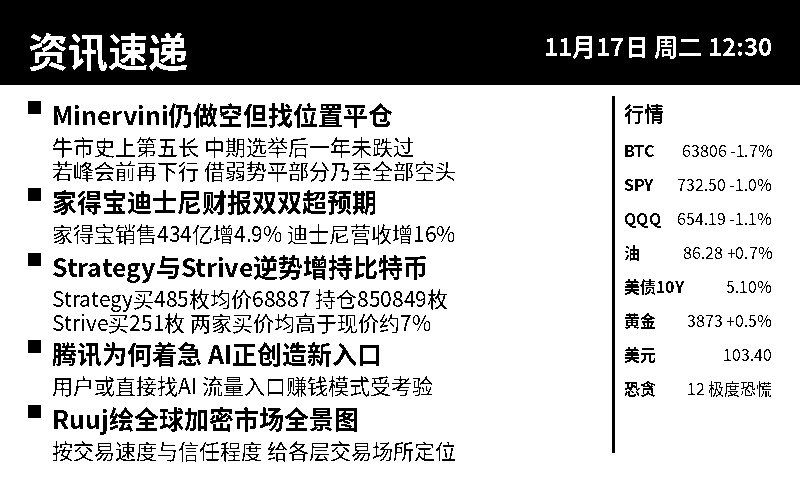 资讯速递
11月17日 周二 12:30
Minervini仍做空但找位置平仓
牛市史上第五长 中期选举后一年未跌过
若峰会前再下行 借弱势平部分乃至全部空头
家得宝迪士尼财报双双超预期
家得宝销售434亿增4.9% 迪士尼营收增16%
Strategy与Strive逆势增持比特币
Strategy买485枚均价68887 持仓850849枚
Strive买251枚 两家买价均高于现价约7%
腾讯为何着急 AI正创造新入口
用户或直接找AI 流量入口赚钱模式受考验
Ruuj绘全球加密市场全景图
按交易速度与信任程度 给各层交易场所定位
行情
BTC 63806 -1.7%
SPY 732.50 -1.0%
QQQ 654.19 -1.1%
油 86.28 +0.7%
美债10Y 5.10%
黄金 3873 +0.5%
美元 103.40
恐贪 12 极度恐慌